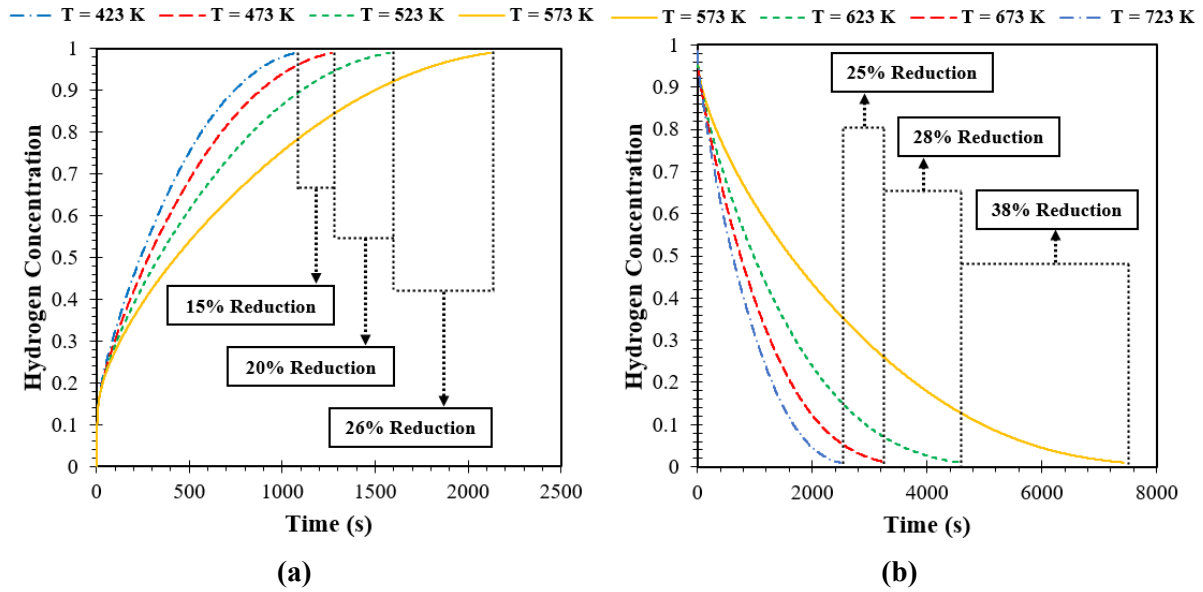 T = 423 K T = 473 K T = 523 K T = 573 K
1
0.9
0.8
0.7
0.6
0.5
0.4
0.3
0.2
0.1
0
Hydrogen Concentration
15% Reduction
20% Reduction
26% Reduction
0 500 1000 1500 2000 2500
Time (s)
(a)
T = 573 K T = 623 K T = 673 K T = 723 K
1
0.9
0.8
0.7
0.6
0.5
0.4
0.3
0.2
0.1
0
Hydrogen Concentration
25% Reduction
28% Reduction
38% Reduction
0 2000 4000 6000 8000
Time (s)
(b)